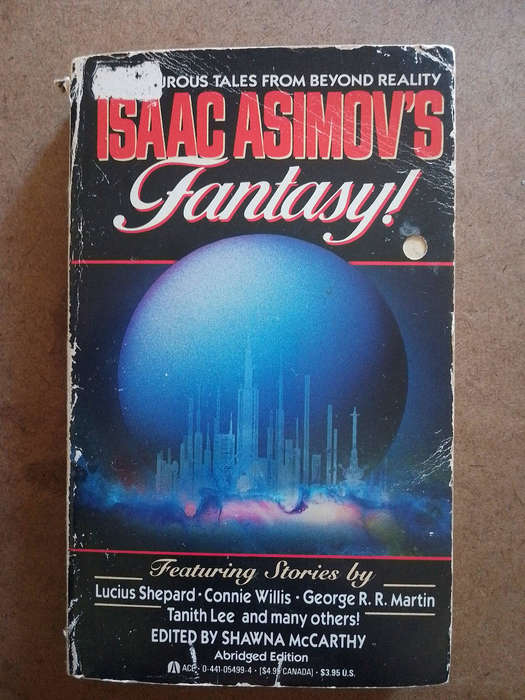 UROUS TALES FROM BEYOND REALITY
ISAAC ASIMOV'S
Fantasy!
Featuring Stories by
Lucius Shepard · Connie Willis · George R. R. Martin
Tanith Lee and many others!
EDITED BY SHAWNA McCARTHY
Abridged Edition
ACE · 0-441-05499-4 · ($4.95 CANADA) · $3.95 U.S.